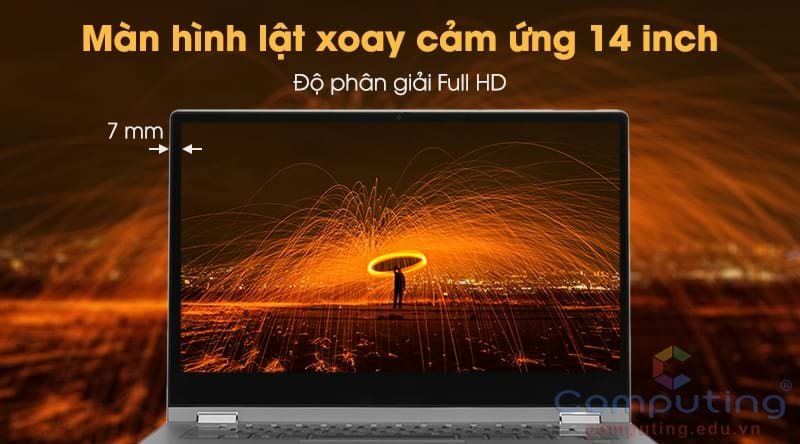 Màn hình lật xoay cảm ứng 14 inch
Độ phân giải Full HD
7 mm
Computing®
computing.edu.vn